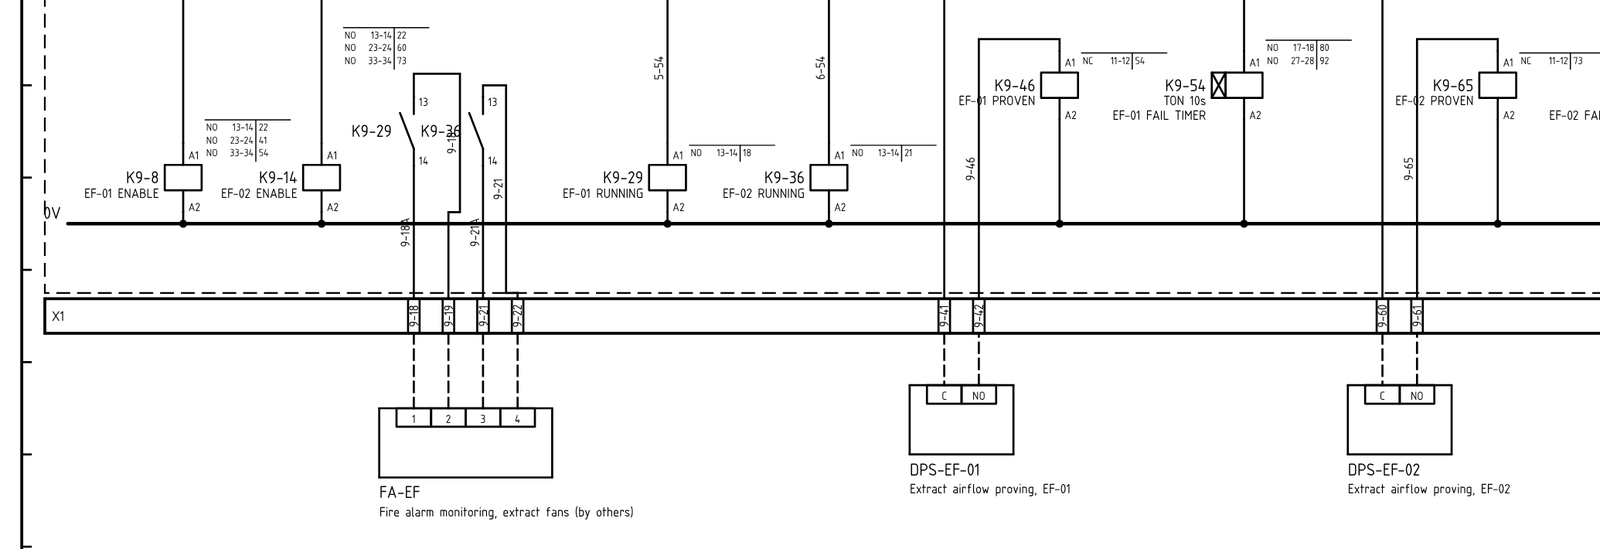 NO 13-14 22
NO 23-24 60
NO 33-34 73
NO 13-14 22
NO 23-24 41
NO 33-34 54
A1
K9-8
EF-01 ENABLE
A2
A1
K9-14
EF-02 ENABLE
A2
0V
13
K9-29
14
9-18A
13
K9-36
14
9-21
9-21A
5-54
A1
K9-29
EF-01 RUNNING
A2
NO 13-14 18
6-54
A1
K9-36
EF-02 RUNNING
A2
NO 13-14 21
A1
K9-46
EF-01 PROVEN
A2
NC 11-12 54
9-46
A1
K9-54
TON 10s
EF-01 FAIL TIMER
A2
NO 17-18 80
NO 27-28 92
A1
K9-65
EF-02 PROVEN
A2
NC 11-12 73
9-65
EF-02 FAI
X1
9-18
9-19
9-21
9-22
9-41
9-42
9-60
9-61
1 2 3 4
FA-EF
Fire alarm monitoring, extract fans (by others)
C NO
DPS-EF-01
Extract airflow proving, EF-01
C NO
DPS-EF-02
Extract airflow proving, EF-02